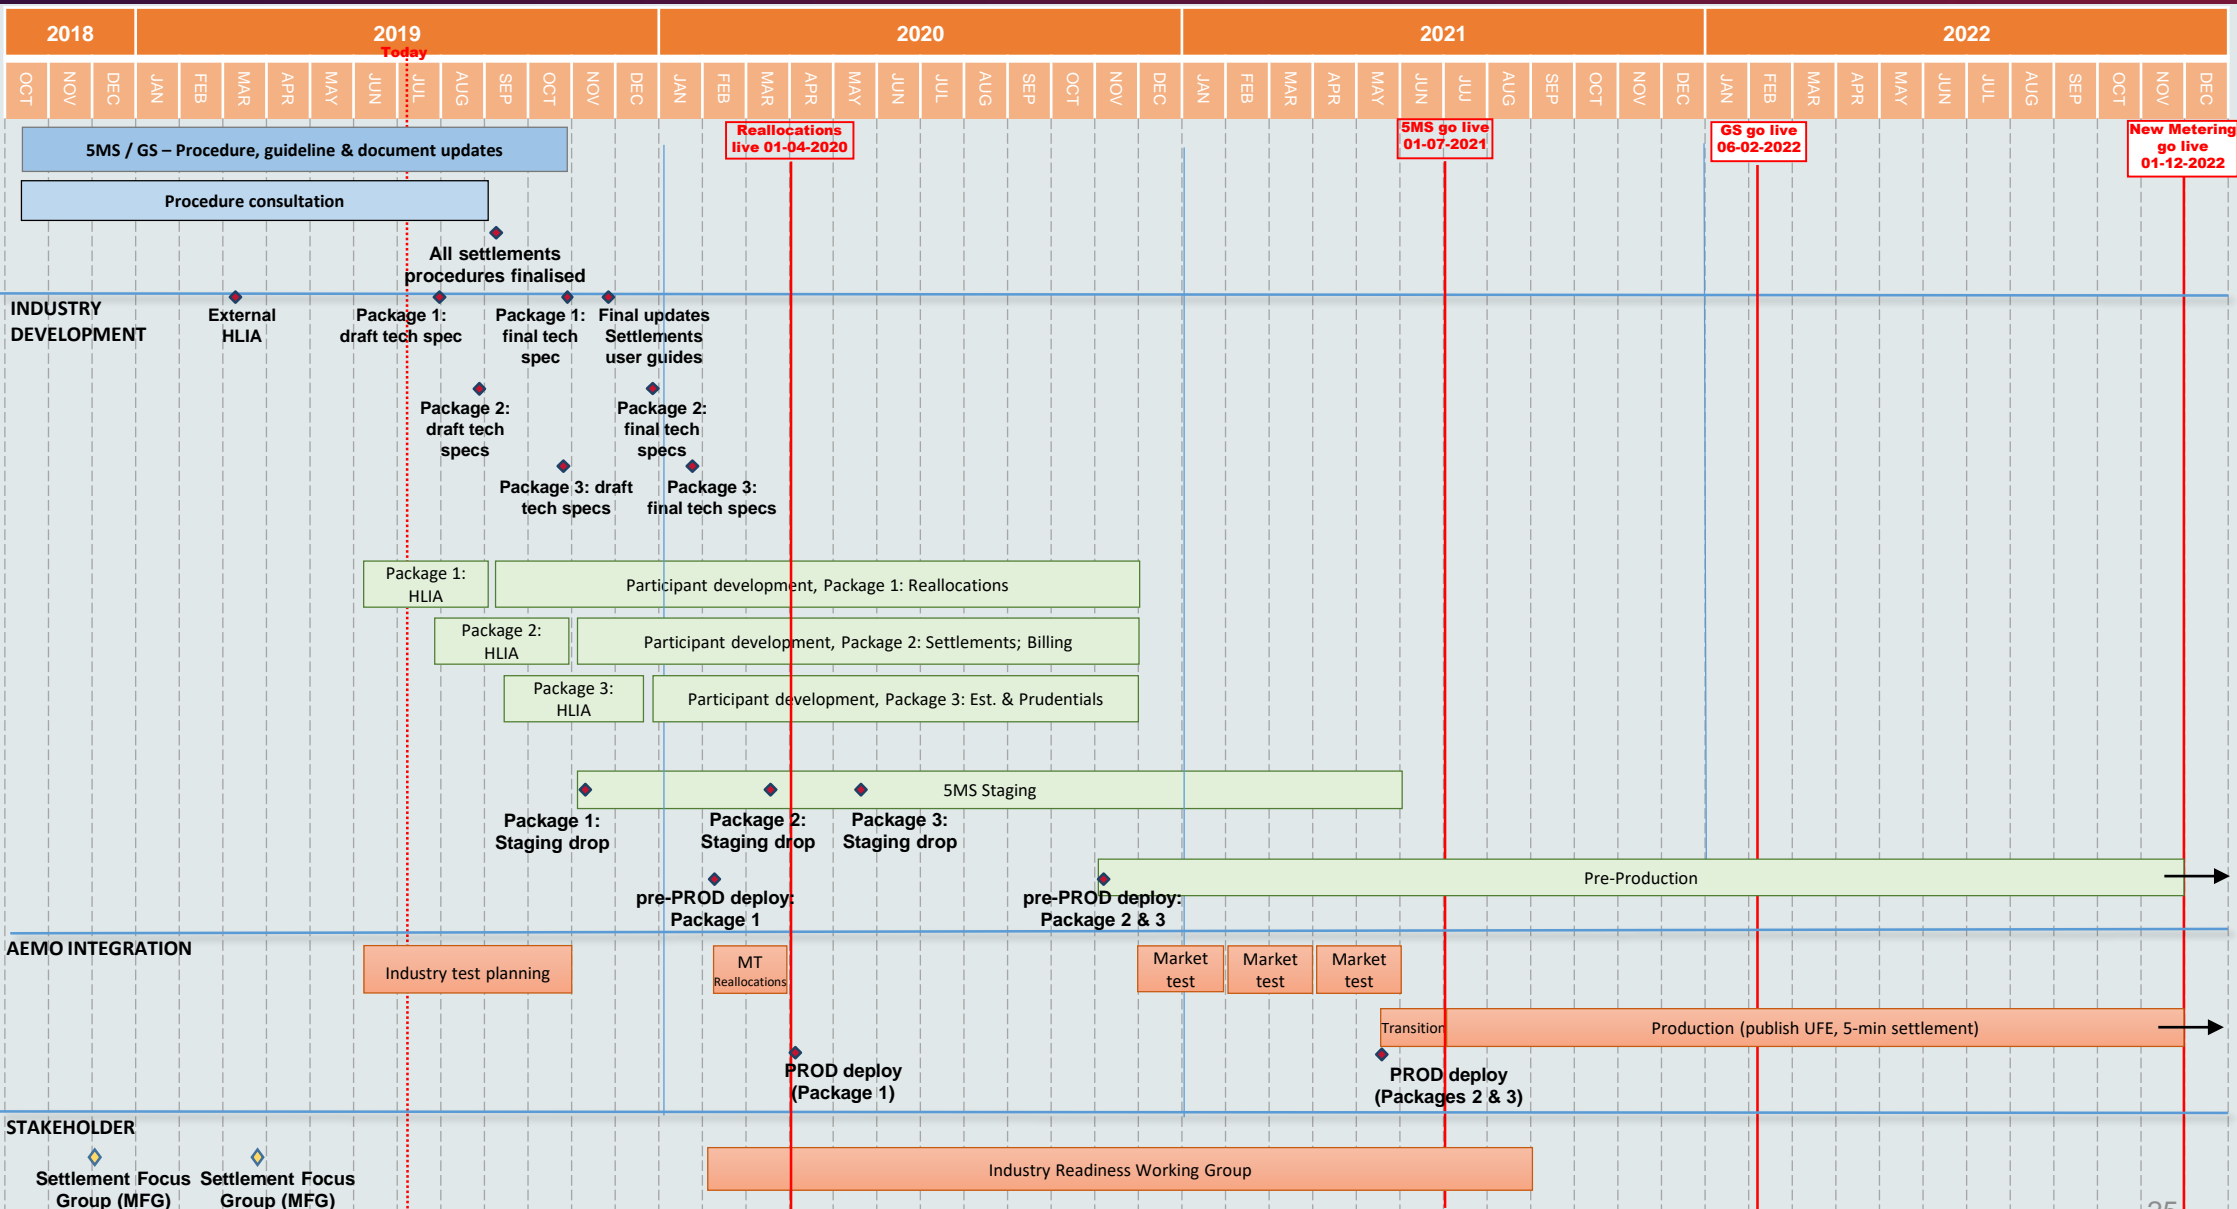 2018
2019
2020
2021
2022
Today
OCT
NOV
DEC
JAN
FEB
MAR
APR
MAY
JUN
JUL
AUG
SEP
OCT
NOV
DEC
JAN
FEB
MAR
APR
MAY
JUN
JUL
AUG
SEP
OCT
NOV
DEC
JAN
FEB
MAR
APR
MAY
JUN
JUJ
AUG
SEP
OCT
NOV
DEC
JAN
FEB
MAR
APR
MAY
JUN
JUL
AUG
SEP
OCT
NOV
DEC
Reallocations
live 01-04-2020
5MS go live
01-07-2021
GS go live
06-02-2022
New Metering
go live
01-12-2022
5MS / GS – Procedure, guideline & document updates
Procedure consultation
All settlements
procedures finalised
INDUSTRY
DEVELOPMENT
External
HLIA
Package 1:
draft tech spec
Package 1:
final tech
spec
Final updates
Settlements
user guides
Package 2:
draft tech
specs
Package 2:
final tech
specs
Package 3: draft
tech specs
Package 3:
final tech specs
Package 1:
HLIA
Participant development, Package 1: Reallocations
Package 2:
HLIA
Participant development, Package 2: Settlements; Billing
Package 3:
HLIA
Participant development, Package 3: Est. & Prudentials
5MS Staging
Package 1:
Staging drop
Package 2:
Staging drop
Package 3:
Staging drop
Pre-Production
pre-PROD deploy:
Package 1
pre-PROD deploy:
Package 2 & 3
AEMO INTEGRATION
Industry test planning
MT
Reallocations
Market
test
Market
test
Market
test
Transition
Production (publish UFE, 5-min settlement)
PROD deploy
(Package 1)
PROD deploy
(Packages 2 & 3)
STAKEHOLDER
Settlement Focus
Group (MFG)
Settlement Focus
Group (MFG)
Industry Readiness Working Group